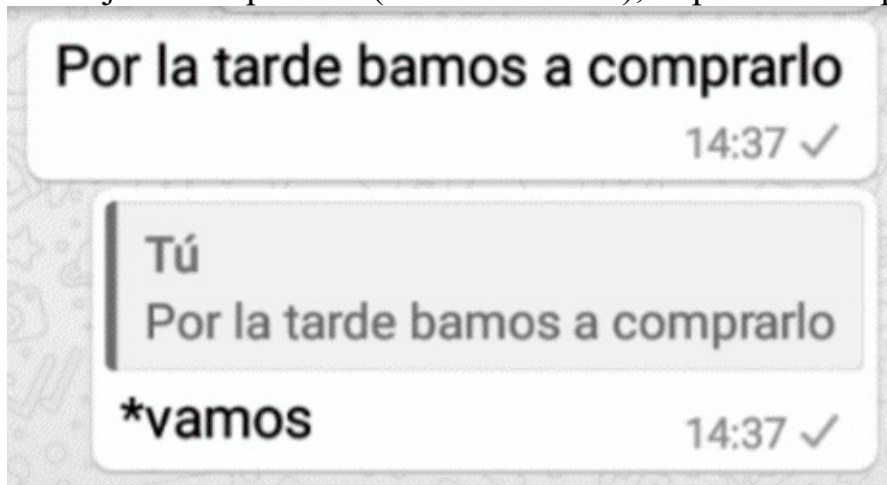 Por la tarde bamos a comprarlo
14:37 ✓
Tú
Por la tarde bamos a comprarlo
*vamos 14:37 ✓